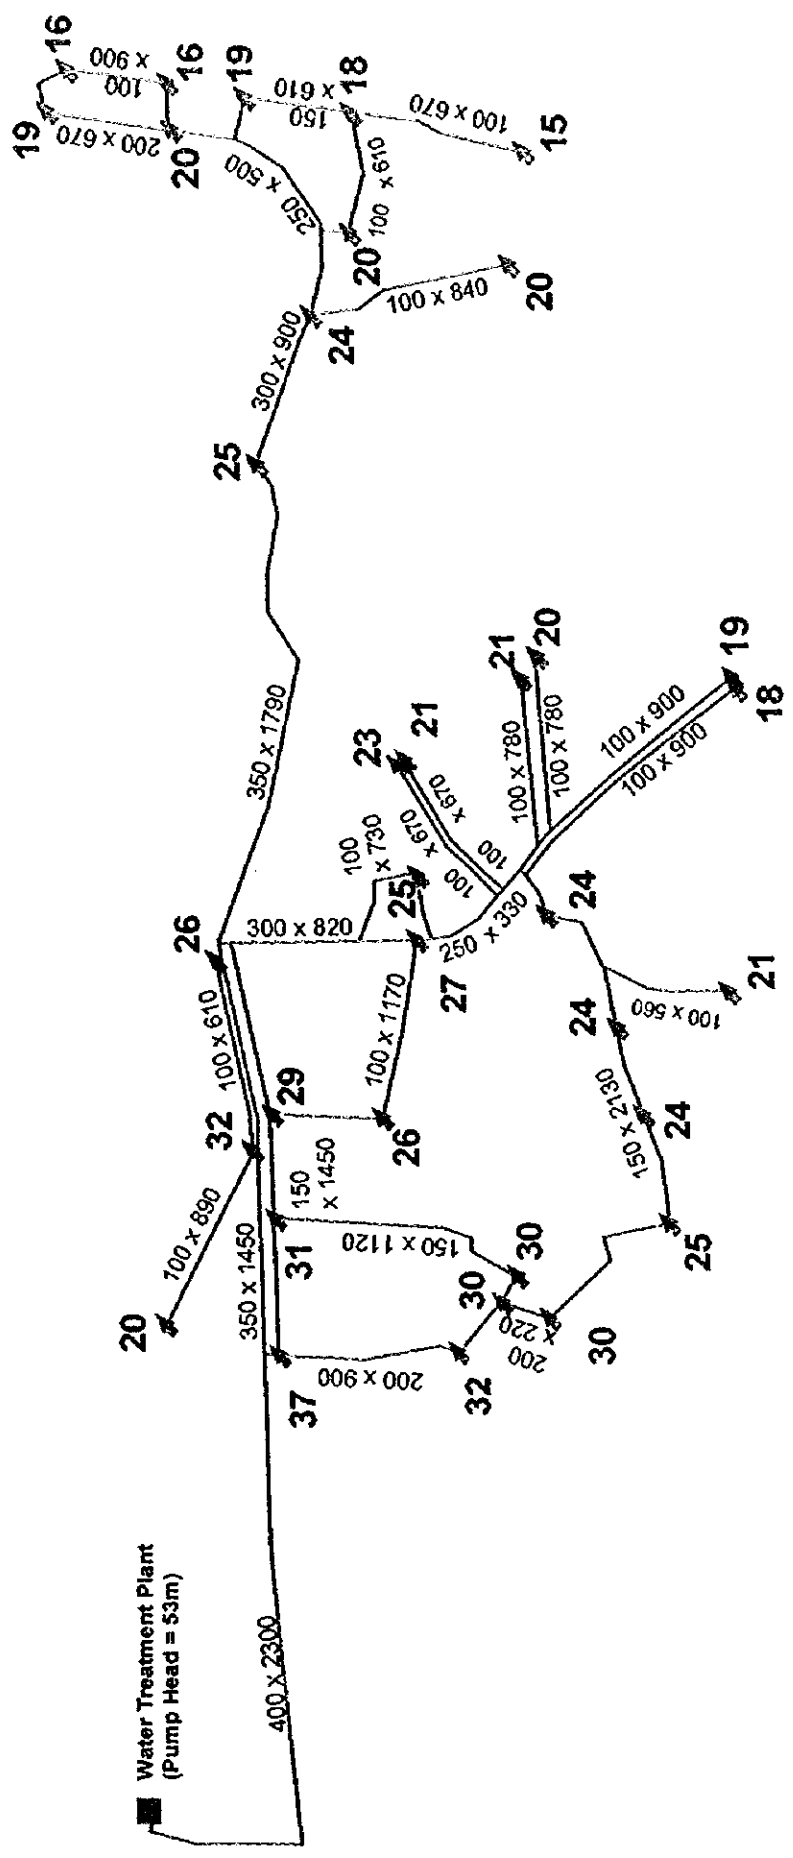 16
100
x 900
16
19
200 x 670
20
19
150
x 610
18
100 x 670
15
250 x 500
100
x 610
20
24
100 x 840
20
300 x 900
25
350 x 1790
26
300 x 820
100
x 730
25
23
21
100
x 670
100
x 670
21
20
100 x 780
100 x 780
19
18
100 x 900
100 x 900
250 x 330
27
24
100 x 1170
26
100 x 610
32
29
100 x 890
20
350 x 1450
150
x 1450
31
150 x 1120
30
30
200
x 220
30
37
200 x 900
32
24
100 x 560
21
150 x 2130
24
25
400 x 2300
Water Treatment Plant
(Pump Head = 53m)